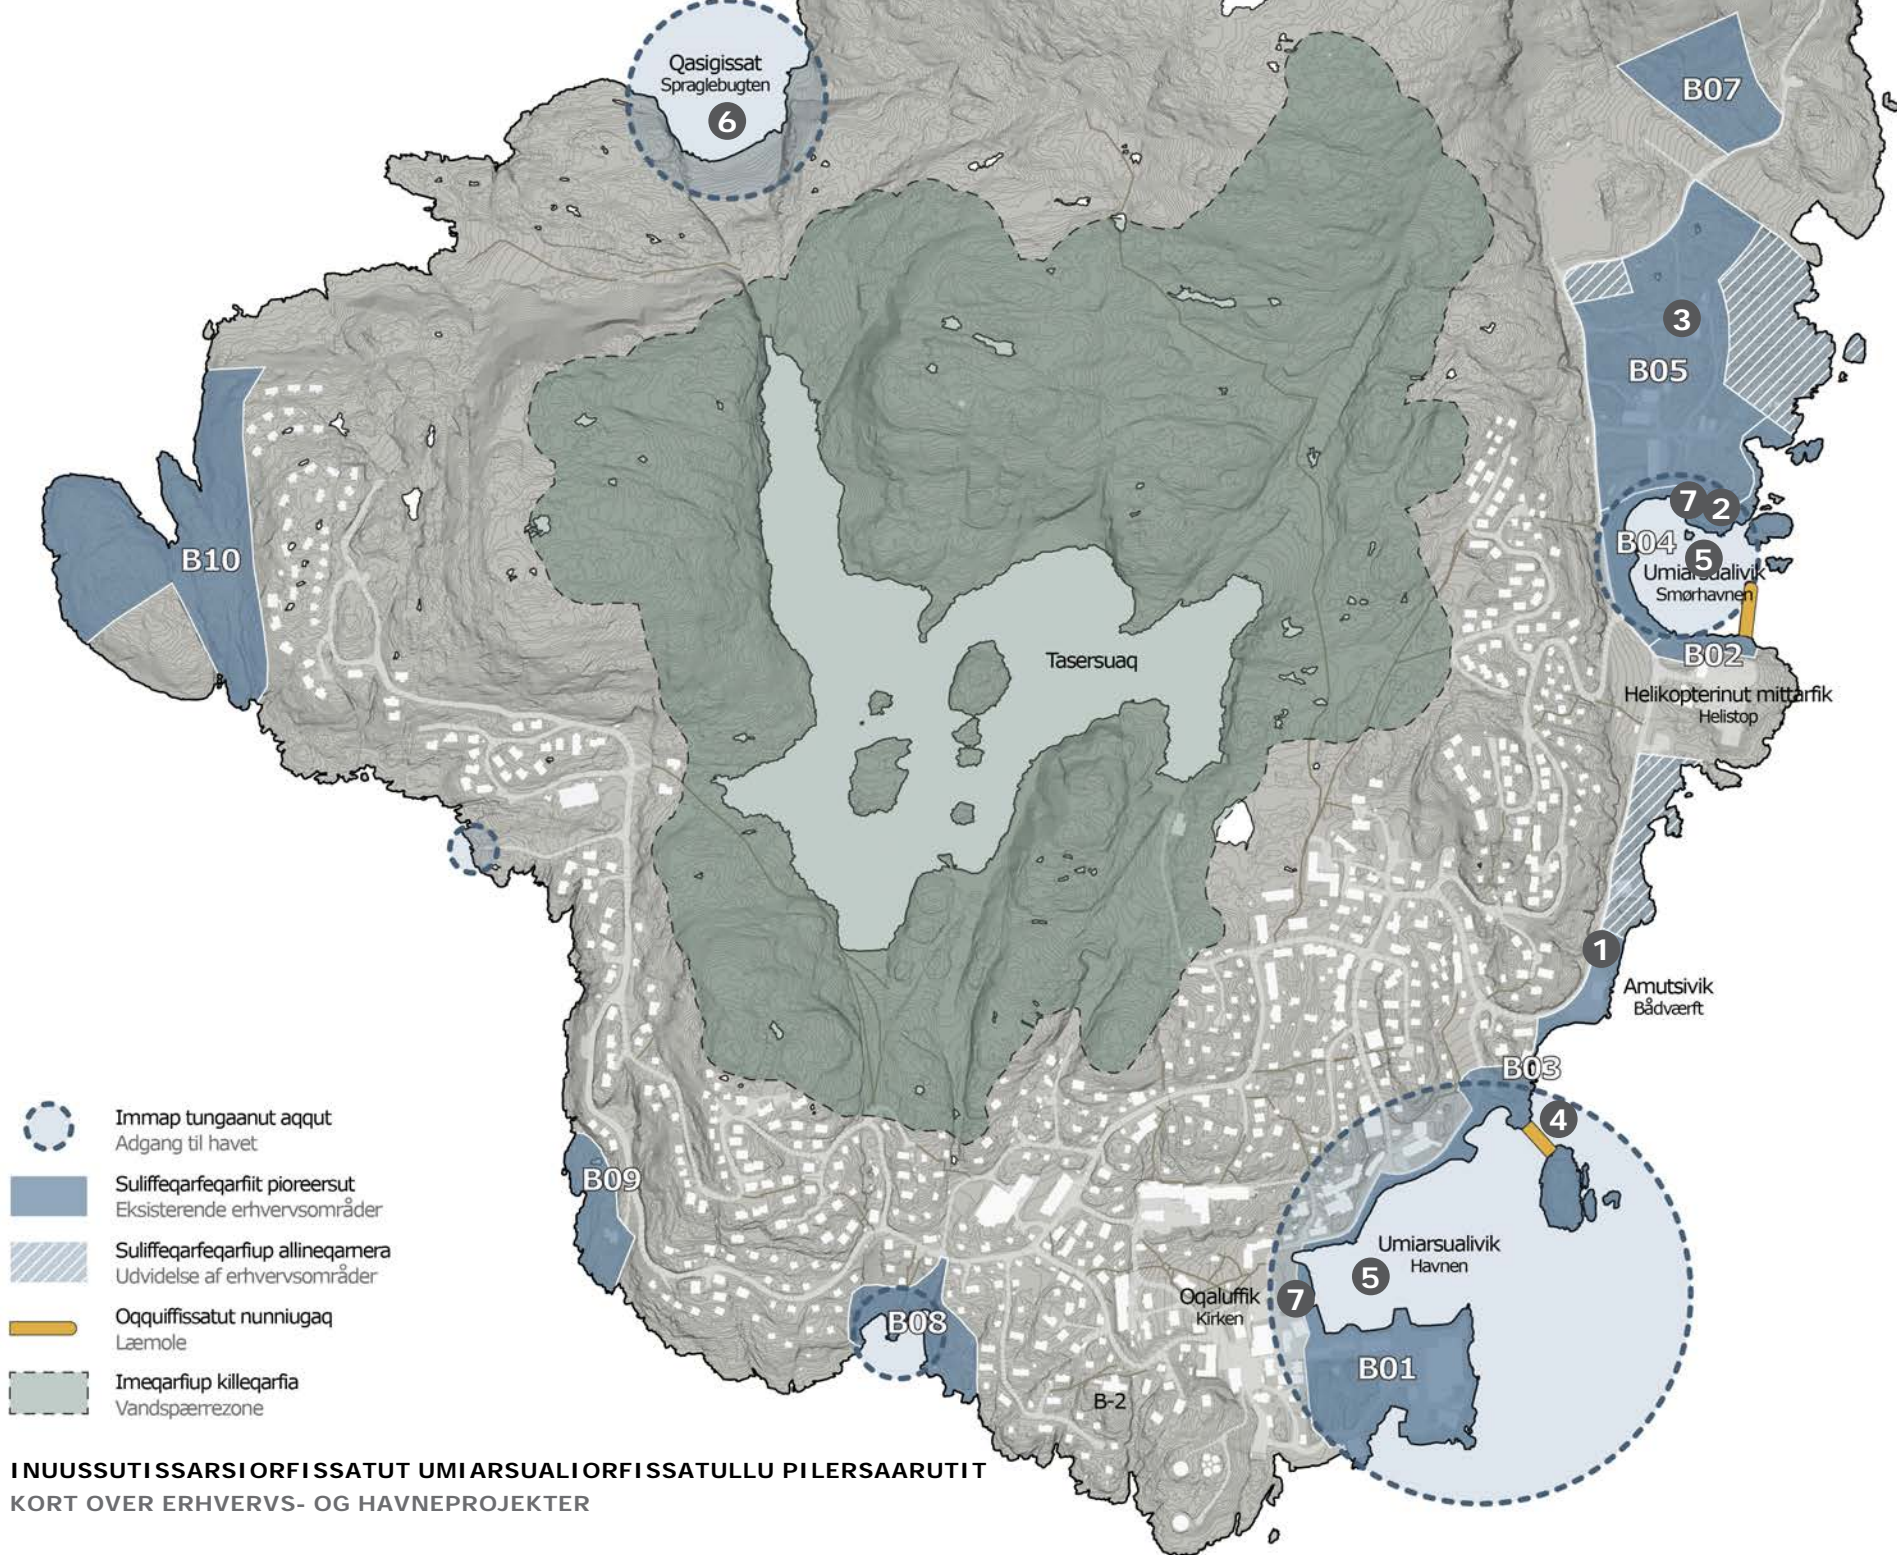 Qasigissat
Spraglebugten
6
B07
3
B05
B10
7
2
B04
5
Umiarsualivik
Smørhavnen
B02
Tasersuaq
Helikopterinut mittarfik
Helistop
1
Amutsivik
Bådværft
B03
4
B09
Umiarsualivik
Havnen
5
7
Oqaluffik
Kirken
B08
B01
B-2
Immap tungaanut aqqut
Adgang til havet
Suliffeqarfeqarfiit pioreersut
Eksisterende erhvervsområder
Suliffeqarfeqarfiup allineqarnera
Udvidelse af erhvervsområder
Oqquiffissatut nunniugaq
Læmole
Imeqarfiup killeqarfia
Vandspærrezone
INUUSSUTISSARSIORFISSATUT UMIARSUALIORFISSATULLU PILERSAARUTIT
KORT OVER ERHVERVS- OG HAVNEPROJEKTER